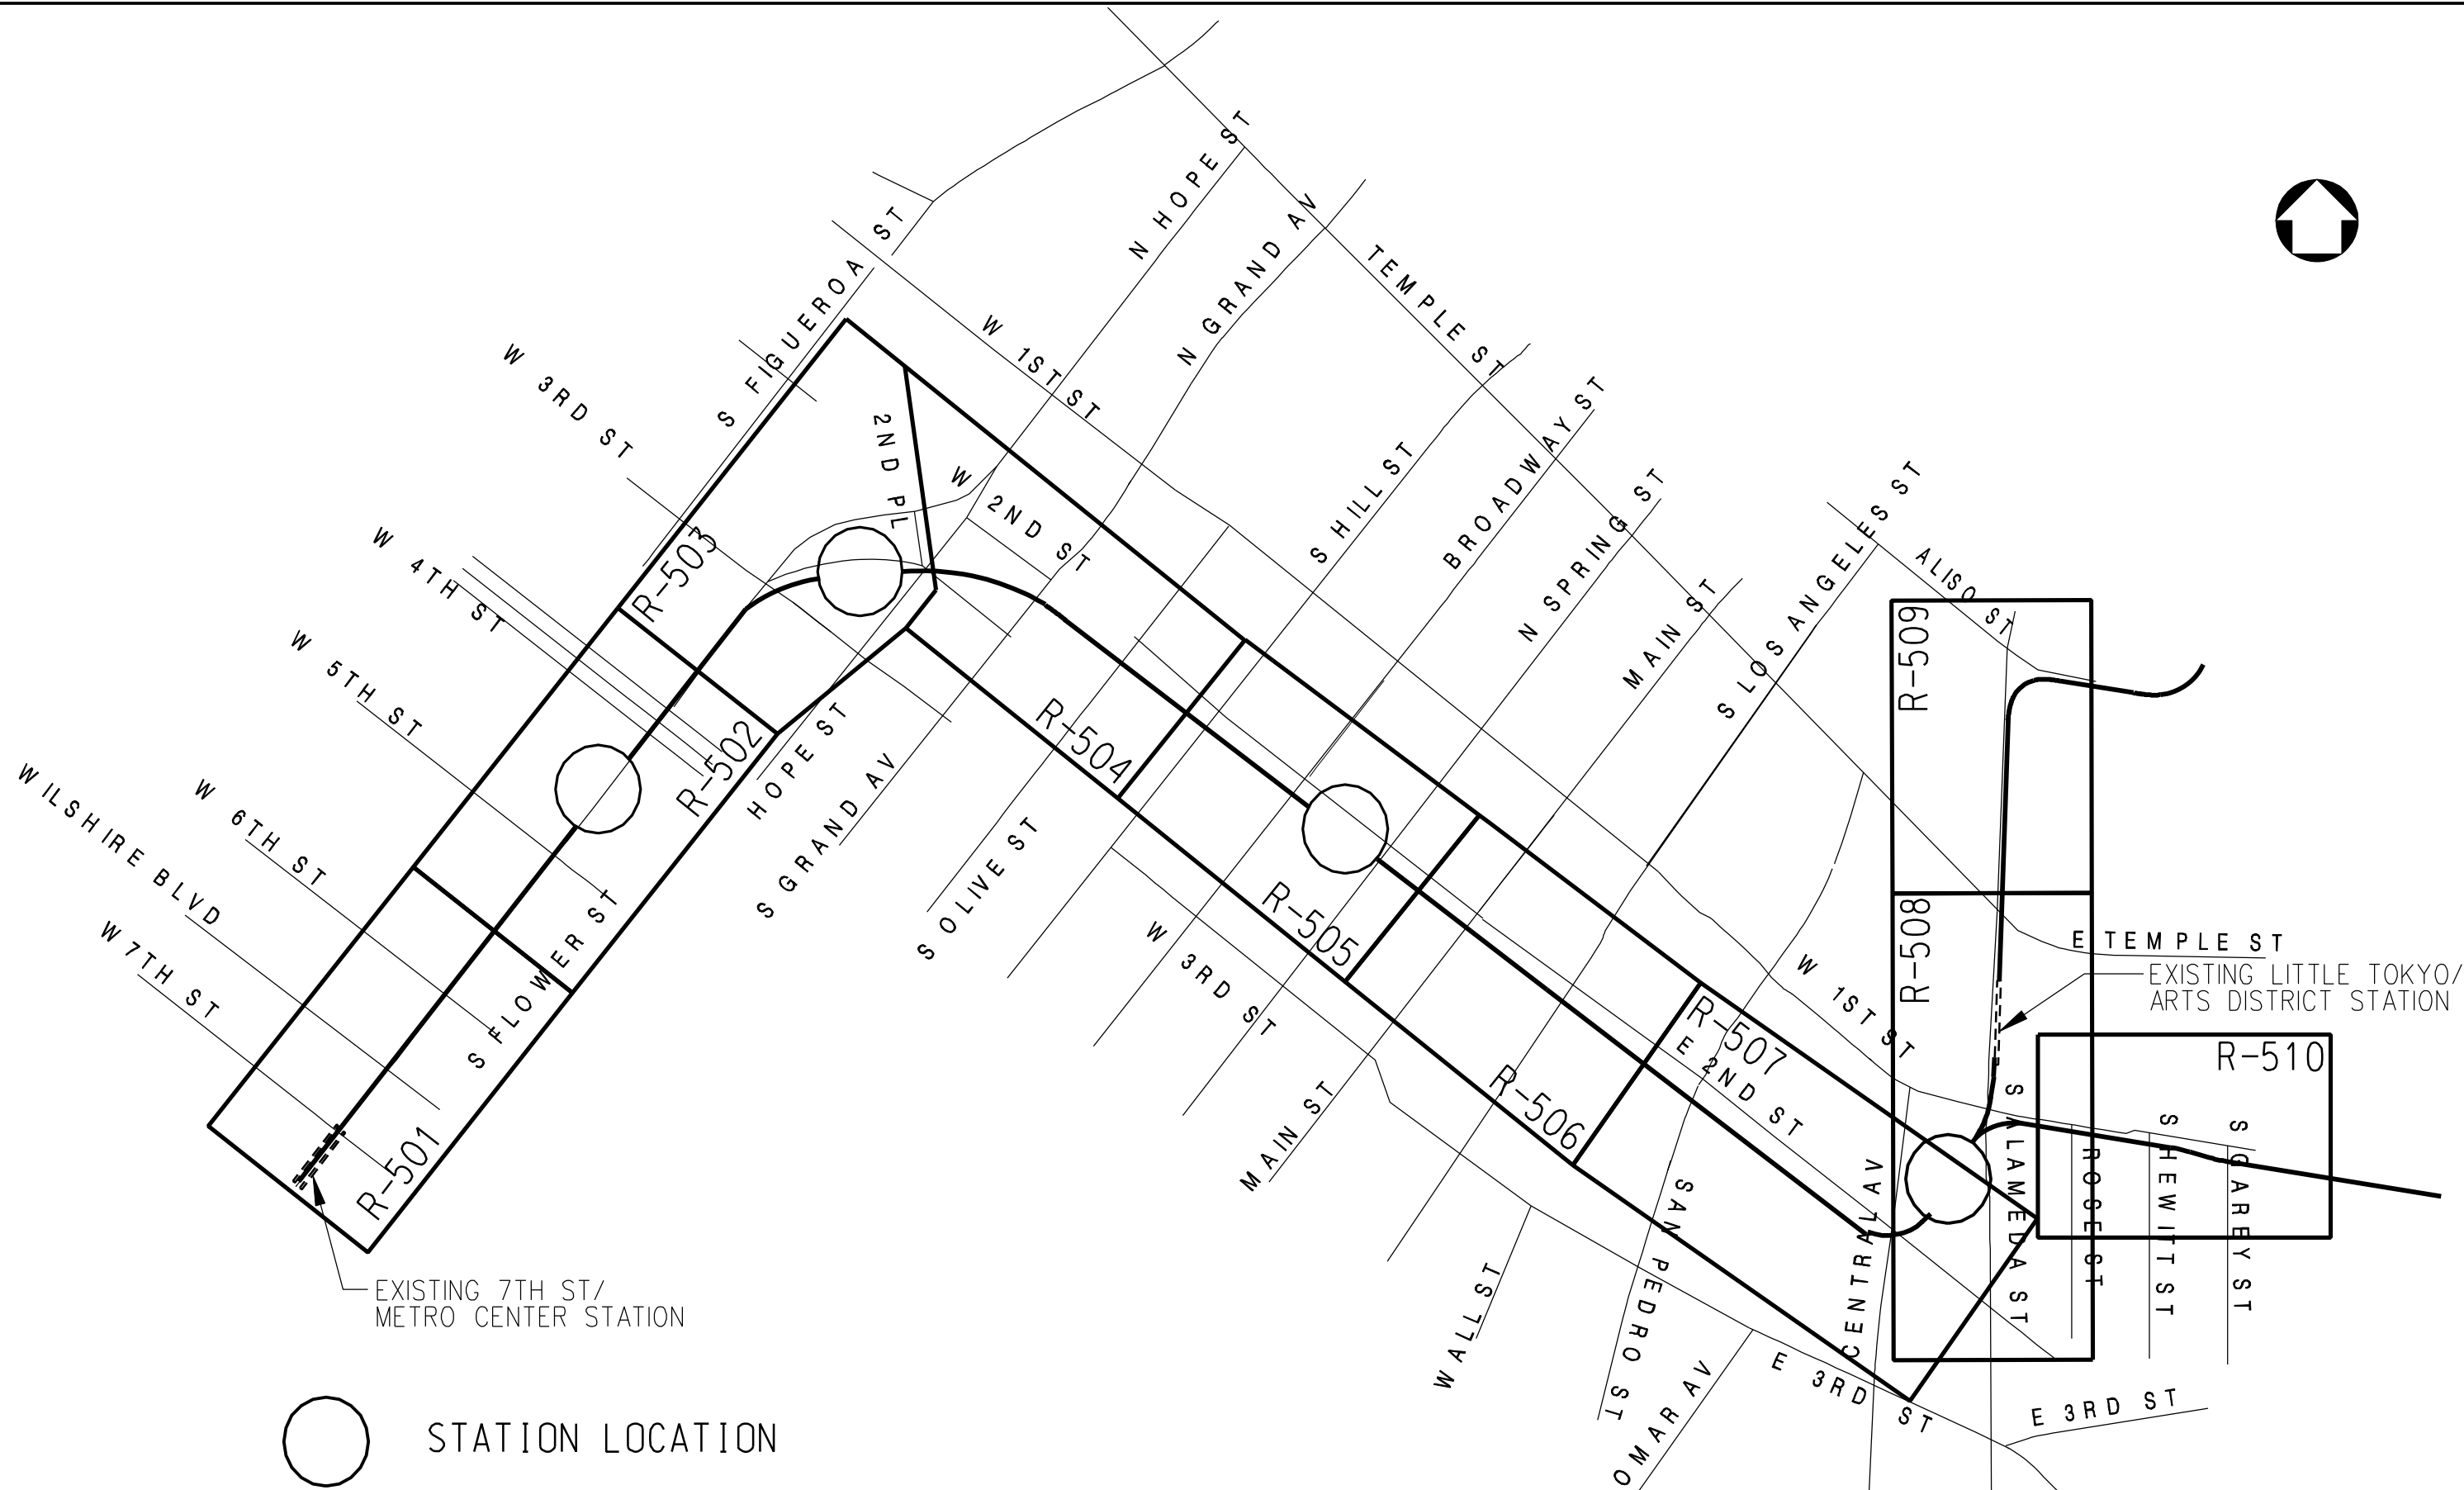 N HOPE ST
S FIGUEROA ST
N GRAND AV
TEMPLE ST
W 1ST ST
W 3RD ST
2ND PL
W 2ND ST
S HILL ST
BROADWAY ST
N SPRING ST
MAIN ST
S LOS ANGELES ST
ALISO ST
W 4TH ST
R-503
R-509
W 5TH ST
R-502
HOPE ST
R-504
W 6TH ST
WILSHIRE BLVD
S GRAND AV
S OLIVE ST
R-505
W 7TH ST
S FLOWER ST
W 3RD ST
R-508
E TEMPLE ST
EXISTING LITTLE TOKYO/
ARTS DISTRICT STATION
W 1ST ST
R-507
E 2ND ST
R-510
R-506
R-501
MAIN ST
S ALAMEDA ST
ROSE ST
S HEWITT ST
S GAREY ST
CENTRAL AV
SAN PEDRO ST
EXISTING 7TH ST/
METRO CENTER STATION
WALL ST
OMAR AV
E 3RD ST
E 3RD ST
STATION LOCATION